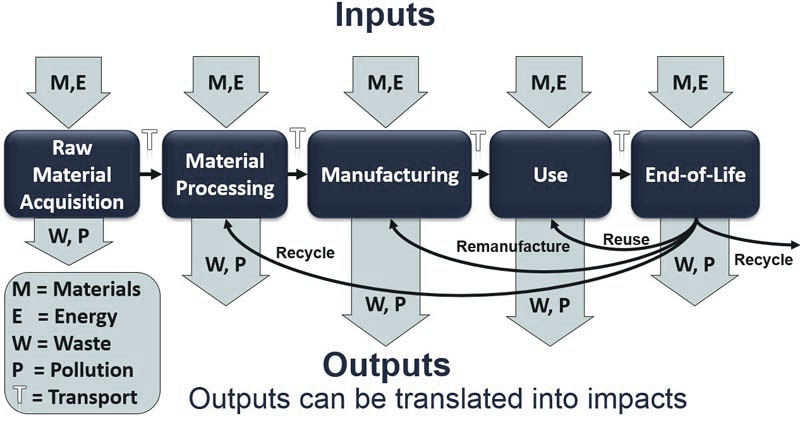 Inputs
M,E
M,E
M,E
M,E
M,E
T
T
T
T
Raw
Material
Acquisition
Material
Processing
Manufacturing
Use
End-of-Life
W, P
Recycle
Remanufacture
Reuse
Recycle
W, P
W, P
W, P
W, P
M = Materials
E = Energy
W = Waste
P = Pollution
T = Transport
Outputs
Outputs can be translated into impacts